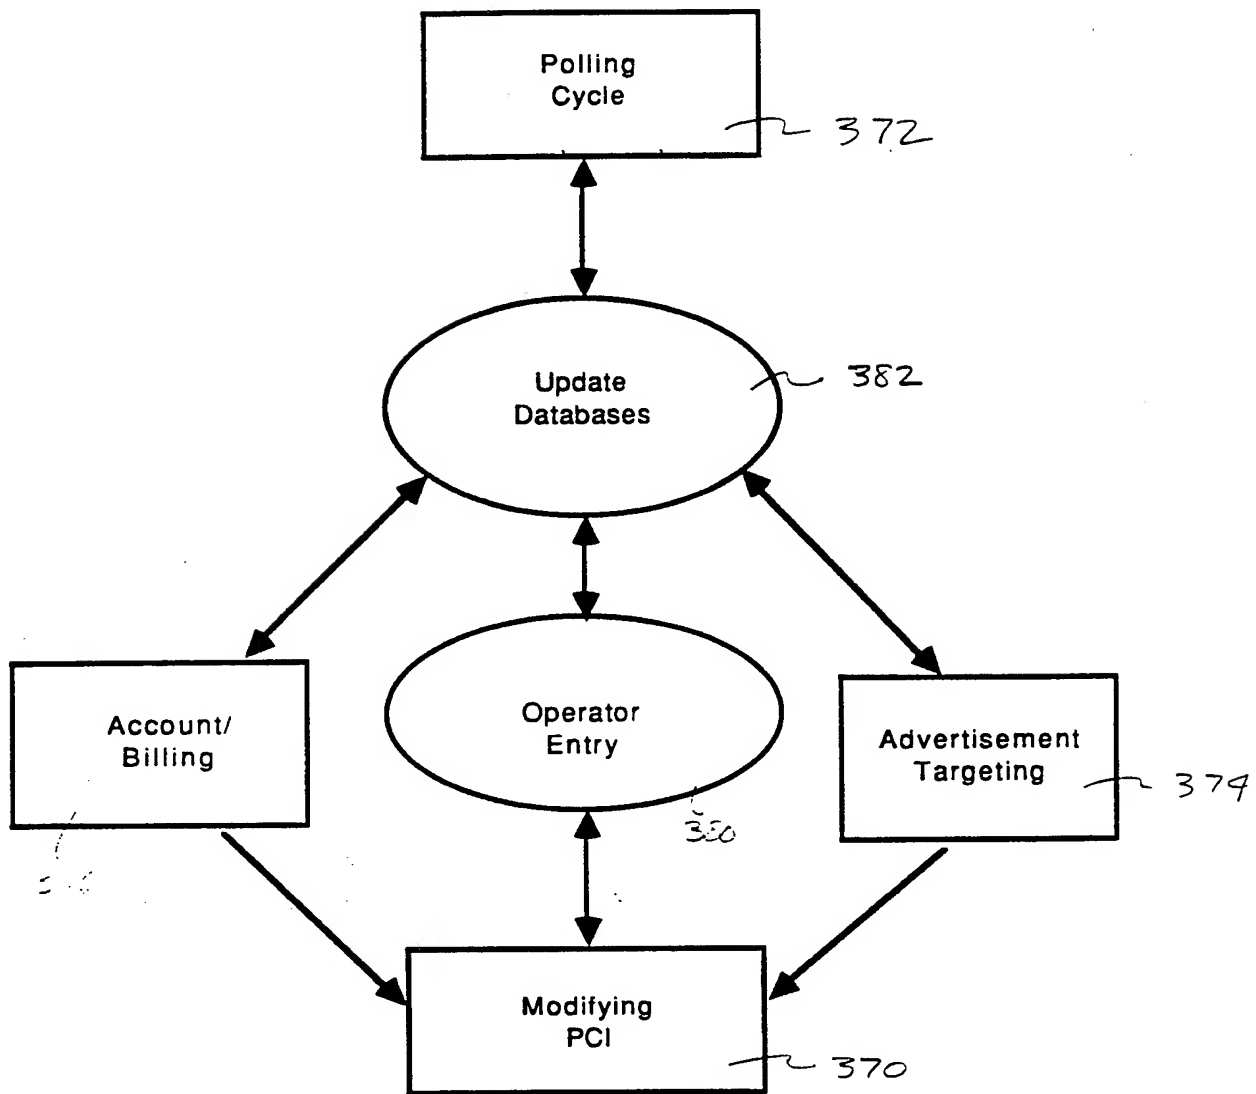 Polling
Cycle
372
Update
Databases
382
Account/
Billing
Operator
Entry
Advertisement
Targeting
374
Modifying
PCI
370